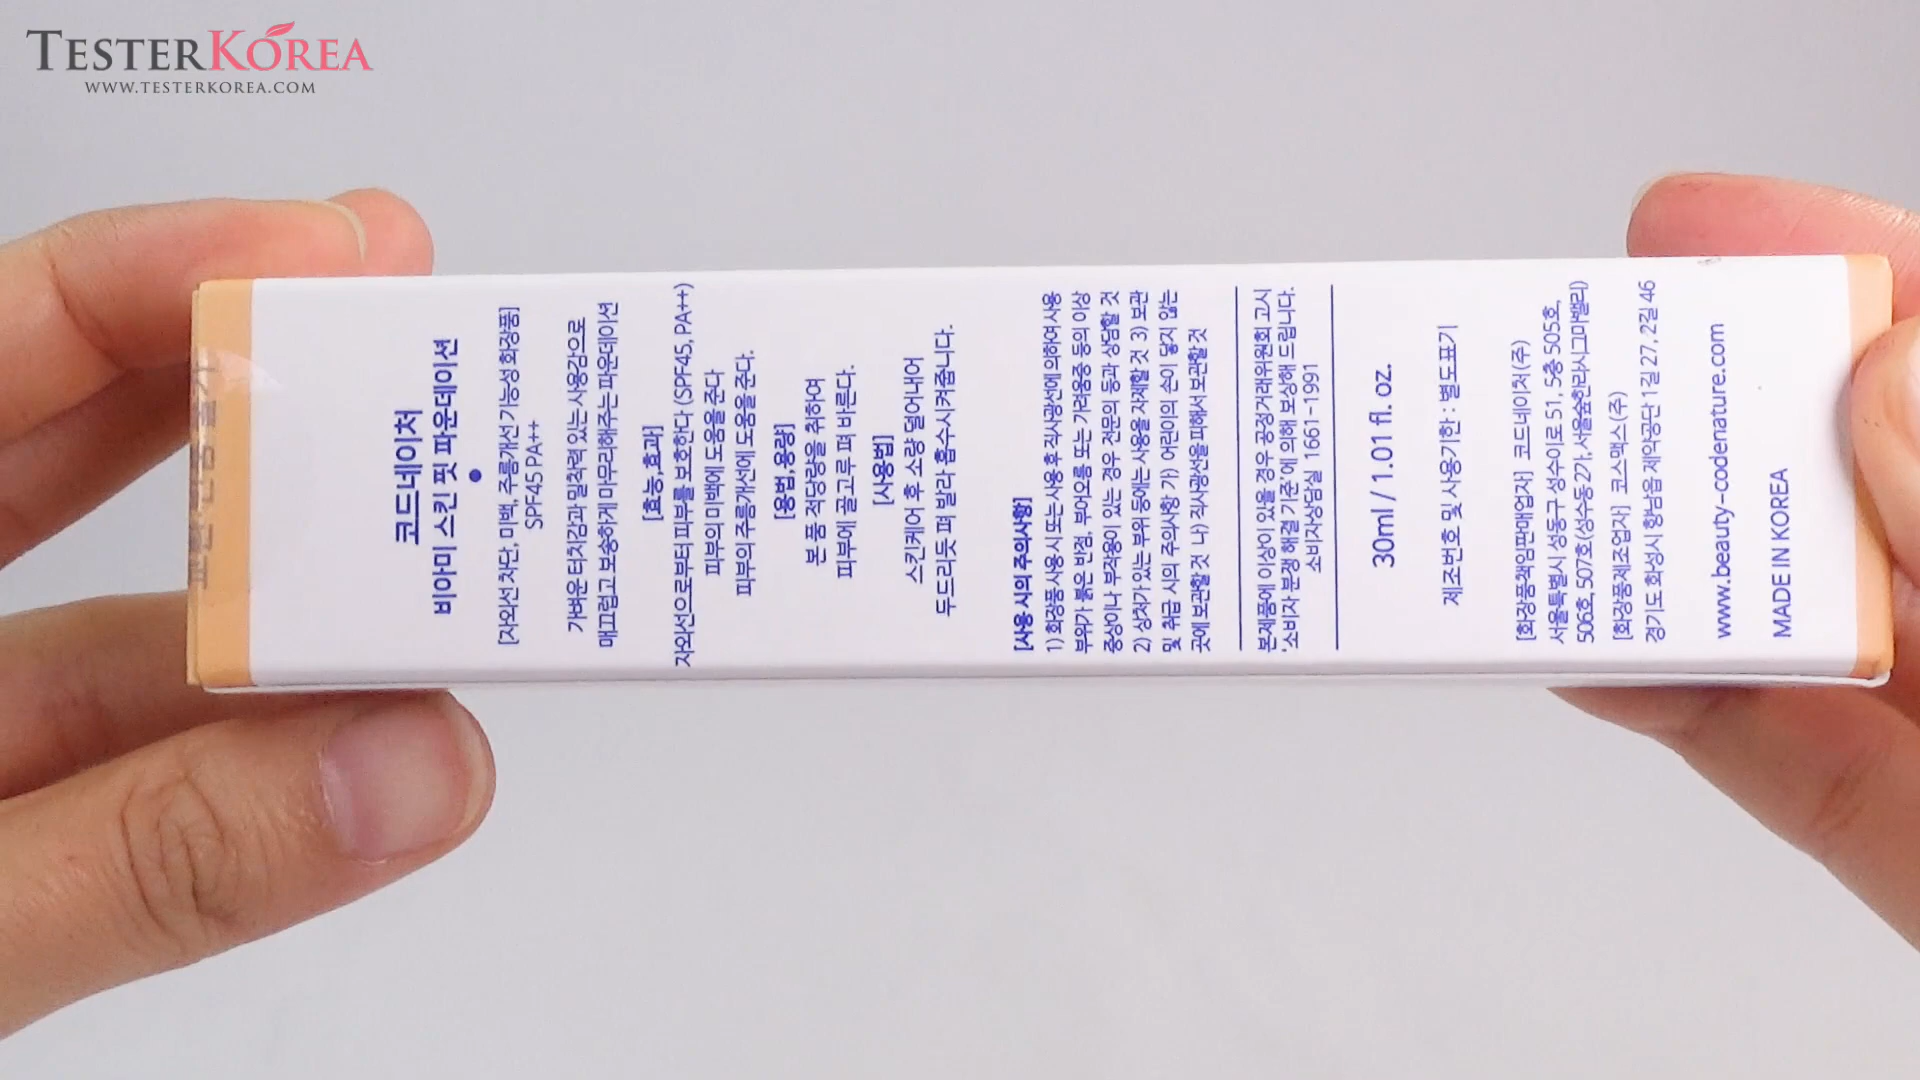 TESTERKOREA
WWW.TESTERKOREA.COM
코드네이처
비아미 스킨 핏 파운데이션
[자외선 차단, 미백, 주름개선 기능성 화장품]
SPF45 PA++
가벼운 터치감과 밀착력 있는 사용감으로
매끄럽고 보송하게 마무리해주는 파운데이션
[효능,효과]
자외선으로부터 피부를 보호한다 (SPF45, PA++)
피부의 미백에 도움을 준다
피부의 주름개선에 도움을 준다.
[용법,용량]
본 품 적당량을 취하여
피부에 골고루 펴 바른다.
[사용법]
스킨케어 후 소량 덜어내어
두드리듯 펴 발라 흡수시켜줍니다.
[사용 시의 주의사항]
1) 화장품 사용 시 또는 사용 후 직사광선에 의하여 사용
부위가 붉은 반점, 부어오름 또는 가려움증 등의 이상
증상이나 부작용이 있는 경우 전문의 등과 상담할 것
2) 상처가 있는 부위 등에는 사용을 자제할 것 3) 보관
및 취급 시의 주의사항 가) 어린이의 손이 닿지 않는
곳에 보관할 것 나) 직사광선을 피해서 보관할 것
본 제품에 이상이 있을 경우 공정거래위원회 고시
'소비자 분쟁 해결 기준'에 의해 보상해 드립니다.
소비자상담실 1661-1991
30ml / 1.01 fl. oz.
제조번호 및 사용기한 : 별도표기
[화장품책임판매업자] 코드네이처(주)
서울특별시 성동구 성수이로 51, 5층 505호,
506호, 507호(성수동2가, 서울숲한라시그마밸리)
[화장품제조업자] 코스맥스(주)
경기도 화성시 향남읍 제약공단 1길 27, 2길 46
www.beauty-codenature.com
MADE IN KOREA